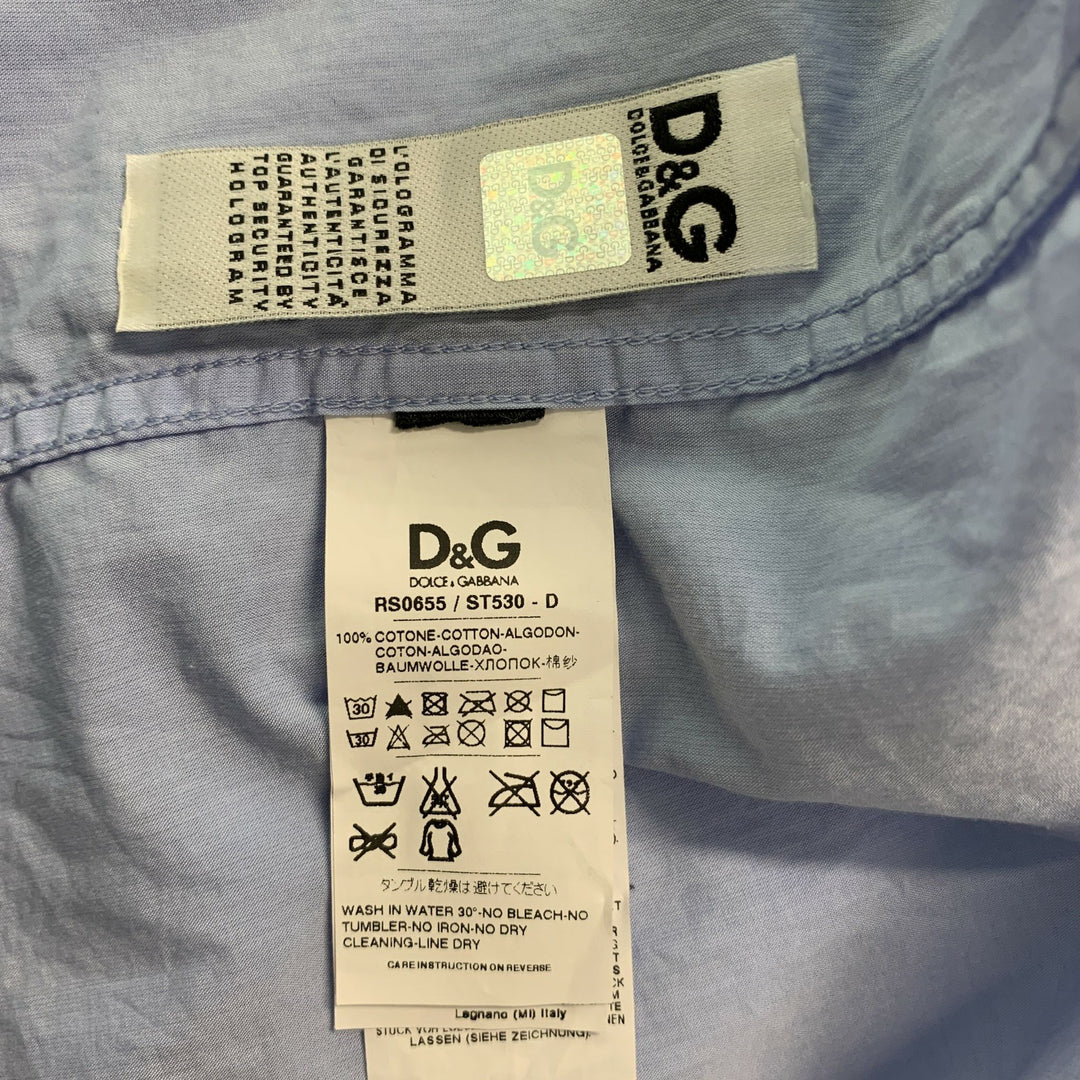 D&G
DOLCE&GABBANA
D&G
L'OLOGRAMMA
DI SICUREZZA
GARANTISCE
L'AUTENTICITÀ
AUTHENTICITY
GUARANTEED BY
TOP SECURITY
HOLOGRAM
D&G
DOLCE & GABBANA
RS0655 / ST530 - D
100% COTONE-COTTON-ALGODON-
COTON-ALGODAO-
BAUMWOLLE-ХЛОПОК-棉紗
30
30
タンブル乾燥は避けてください
WASH IN WATER 30°-NO BLEACH-NO
TUMBLER-NO IRON-NO DRY
CLEANING-LINE DRY
CARE INSTRUCTION ON REVERSE
Legnano (MI) Italy
LASSEN (SIEHE ZEICHNUNG).